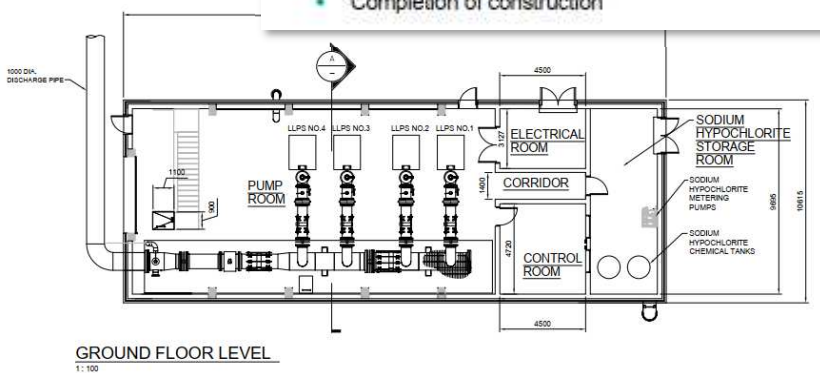 • Completion of construction
1000 DIA.
DISCHARGE PIPE
A
4500
LLPS NO.4
LLPS NO.3
LLPS NO.2
LLPS NO.1
3127
ELECTRICAL
ROOM
SODIUM
HYPOCHLORITE
STORAGE
ROOM
1100
900
PUMP
ROOM
1400
CORRIDOR
SODIUM
HYPOCHLORITE
METERING
PUMPS
9695
10615
4720
CONTROL
ROOM
SODIUM
HYPOCHLORITE
CHEMICAL TANKS
4500
GROUND FLOOR LEVEL
1 : 100